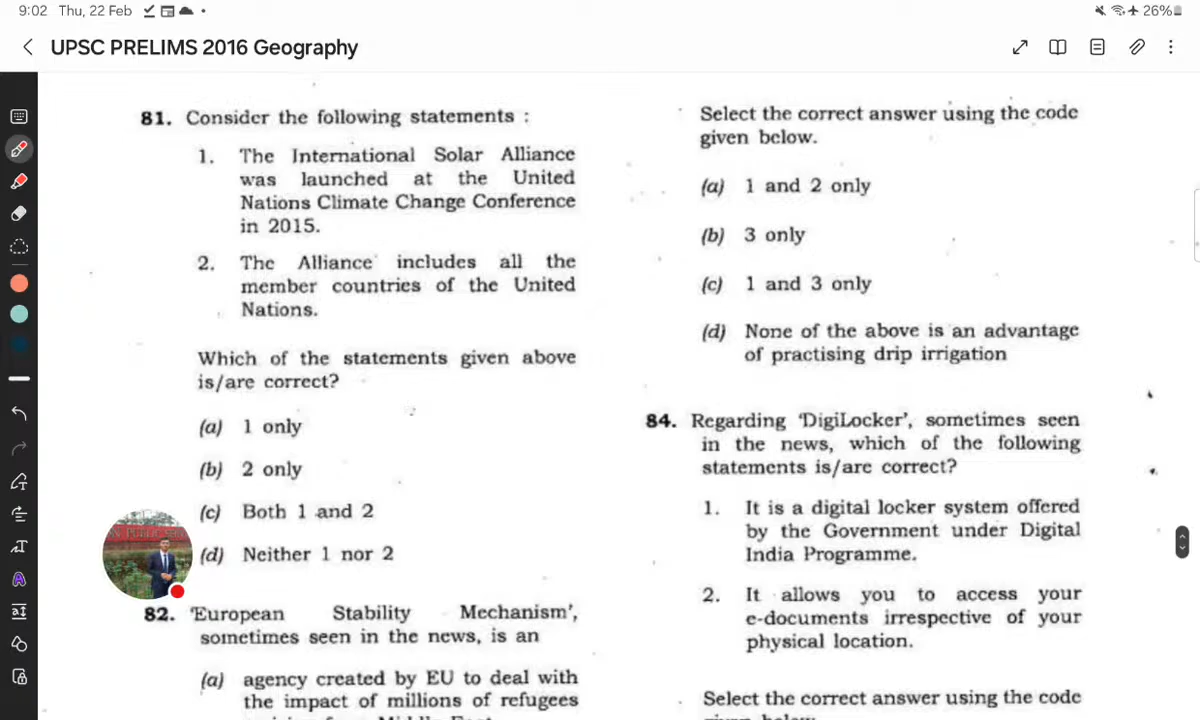 9:02 Thu, 22 Feb
26%
UPSC PRELIMS 2016 Geography
81. Consider the following statements :
1. The International Solar Alliance
was launched at the United
Nations Climate Change Conference
in 2015.
2. The Alliance includes all the
member countries of the United
Nations.
Which of the statements given above
is/are correct?
(a) 1 only
(b) 2 only
(c) Both 1 and 2
(d) Neither 1 nor 2
82. 'European Stability Mechanism',
sometimes seen in the news, is an
(a) agency created by EU to deal with
the impact of millions of refugees
Select the correct answer using the code
given below.
(a) 1 and 2 only
(b) 3 only
(c) 1 and 3 only
(d) None of the above is an advantage
of practising drip irrigation
84. Regarding 'DigiLocker', sometimes seen
in the news, which of the following
statements is/are correct?
1. It is a digital locker system offered
by the Government under Digital
India Programme.
2. It allows you to access your
e-documents irrespective of your
physical location.
Select the correct answer using the code